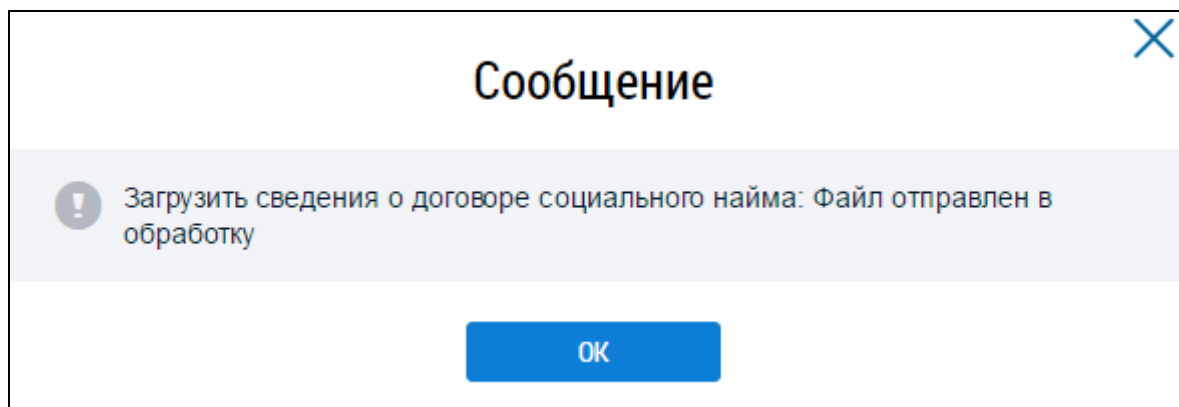 Сообщение
Загрузить сведения о договоре социального найма: Файл отправлен в
обработку
ОК